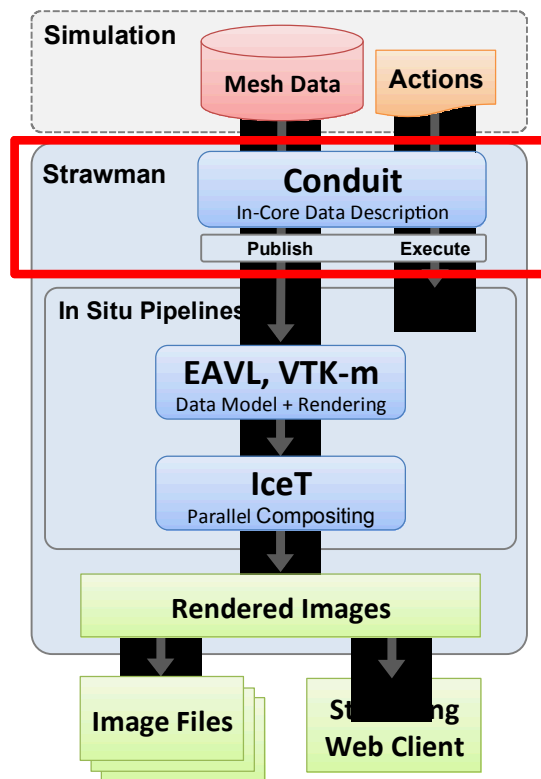 Simulation
Mesh Data
Actions
Strawman
Conduit
In-Core Data Description
Publish
Execute
In Situ Pipelines
EAVL, VTK-m
Data Model + Rendering
IceT
Parallel Compositing
Rendered Images
Image Files
Web Client